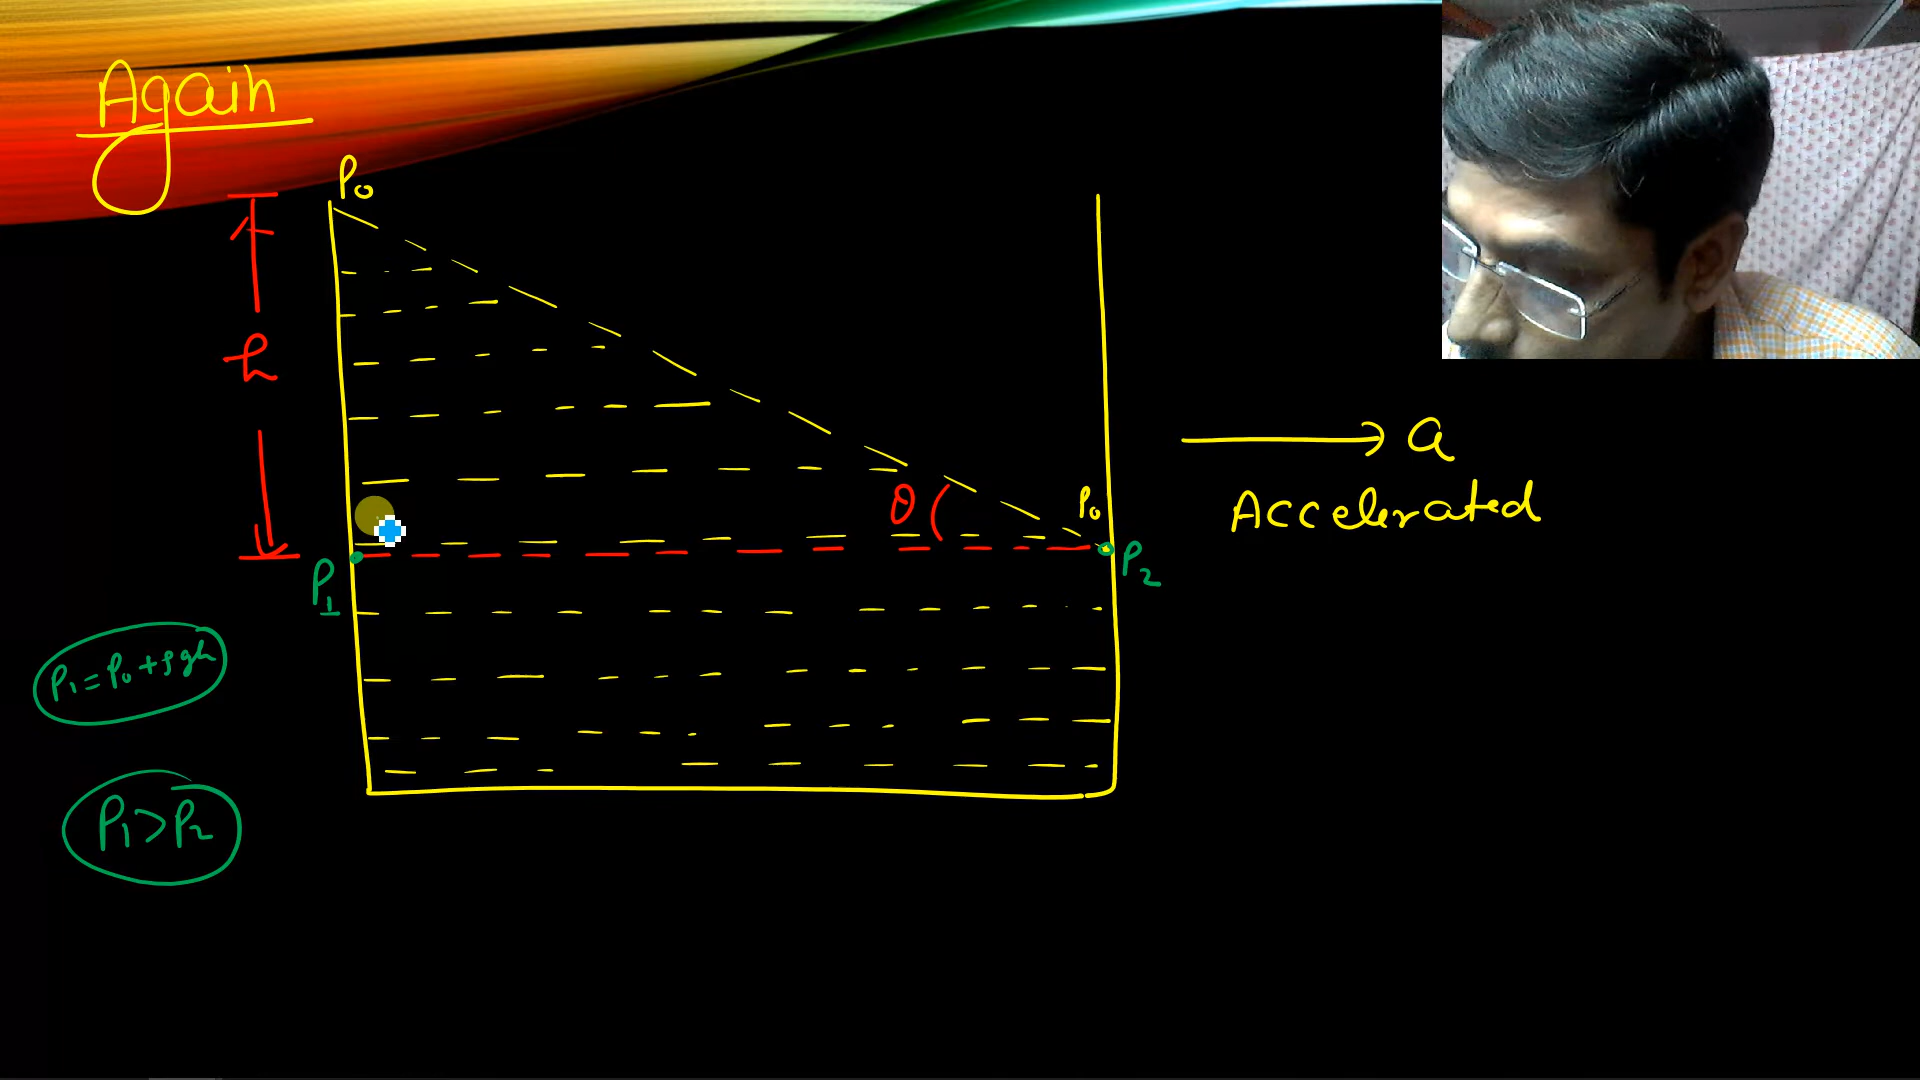 Again
P₀
h
θ
P₀
→ a
Accelerated
P₁
P₂
P₁ = P₀ + ρgh
P₁ > P₂